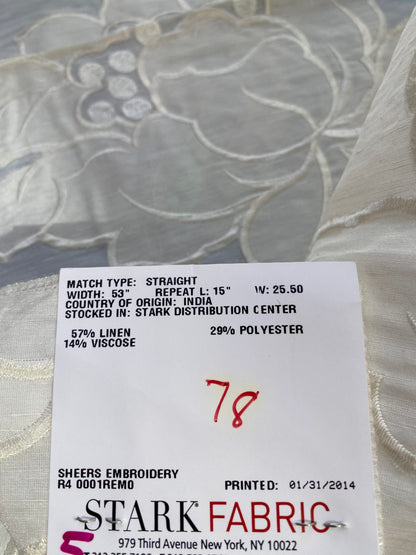 MATCH TYPE: STRAIGHT
WIDTH: 53" REPEAT L: 15" W: 25.50
COUNTRY OF ORIGIN: INDIA
STOCKED IN: STARK DISTRIBUTION CENTER
57% LINEN 29% POLYESTER
14% VISCOSE
78
SHEERS EMBROIDERY
R4 0001REMO PRINTED: 01/31/2014
STARK FABRIC
979 Third Avenue New York, NY 10022
5